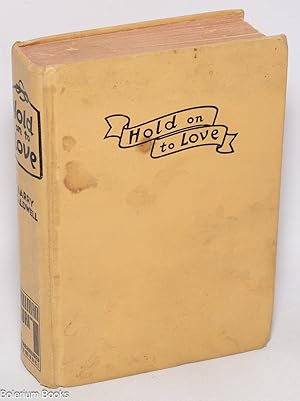 Hold
on
to
Love
Hold on
to Love
Bolerium Books